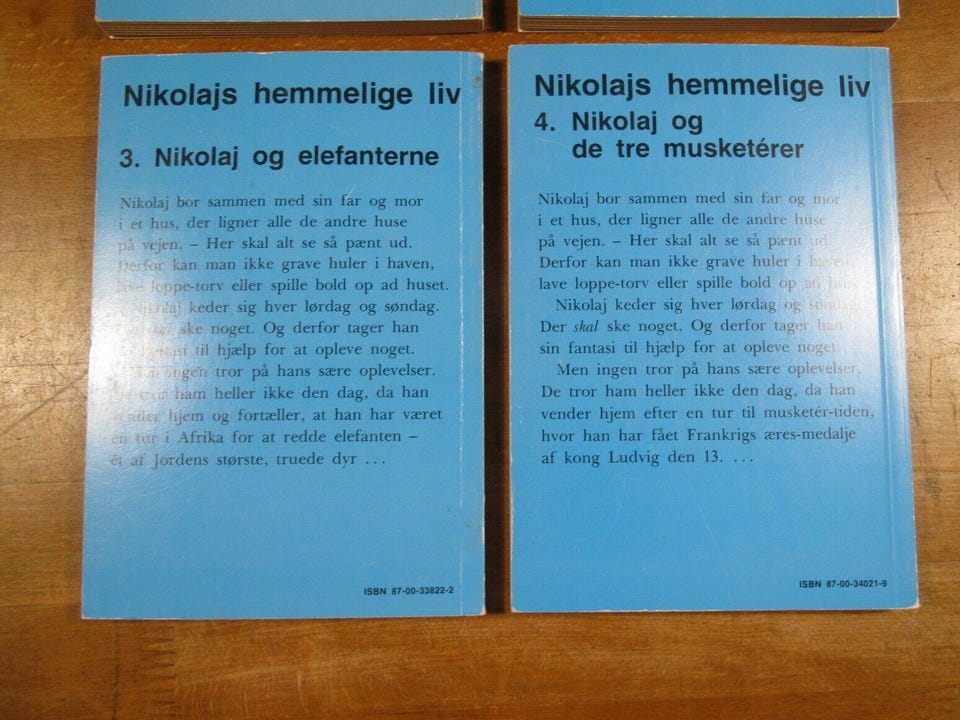 Nikolajs hemmelige liv
3. Nikolaj og elefanterne
Nikolaj bor sammen med sin far og mor
i et hus, der ligner alle de andre huse
på vejen. – Her skal alt se så pænt ud.
Derfor kan man ikke grave huler i haven,
lave loppe-torv eller spille bold op ad huset.
Nikolaj keder sig hver lørdag og søndag.
Der skal ske noget. Og derfor tager han
sin fantasi til hjælp for at opleve noget.
Men ingen tror på hans sære oplevelser.
De tror ham heller ikke den dag, da han
vender hjem og fortæller, at han har været
en tur i Afrika for at redde elefanten –
ét af Jordens største, truede dyr ...
ISBN 87-00-33822-2
Nikolajs hemmelige liv
4. Nikolaj og
de tre musketérer
Nikolaj bor sammen med sin far og mor
i et hus, der ligner alle de andre huse
på vejen. – Her skal alt se så pænt ud.
Derfor kan man ikke grave huler i haven,
lave loppe-torv eller spille bold op ad huset.
Nikolaj keder sig hver lørdag og søndag.
Der skal ske noget. Og derfor tager han
sin fantasi til hjælp for at opleve noget.
Men ingen tror på hans sære oplevelser.
De tror ham heller ikke den dag, da han
vender hjem efter en tur til musketér-tiden,
hvor han har fået Frankrigs æres-medalje
af kong Ludvig den 13. ...
ISBN 87-00-34021-9